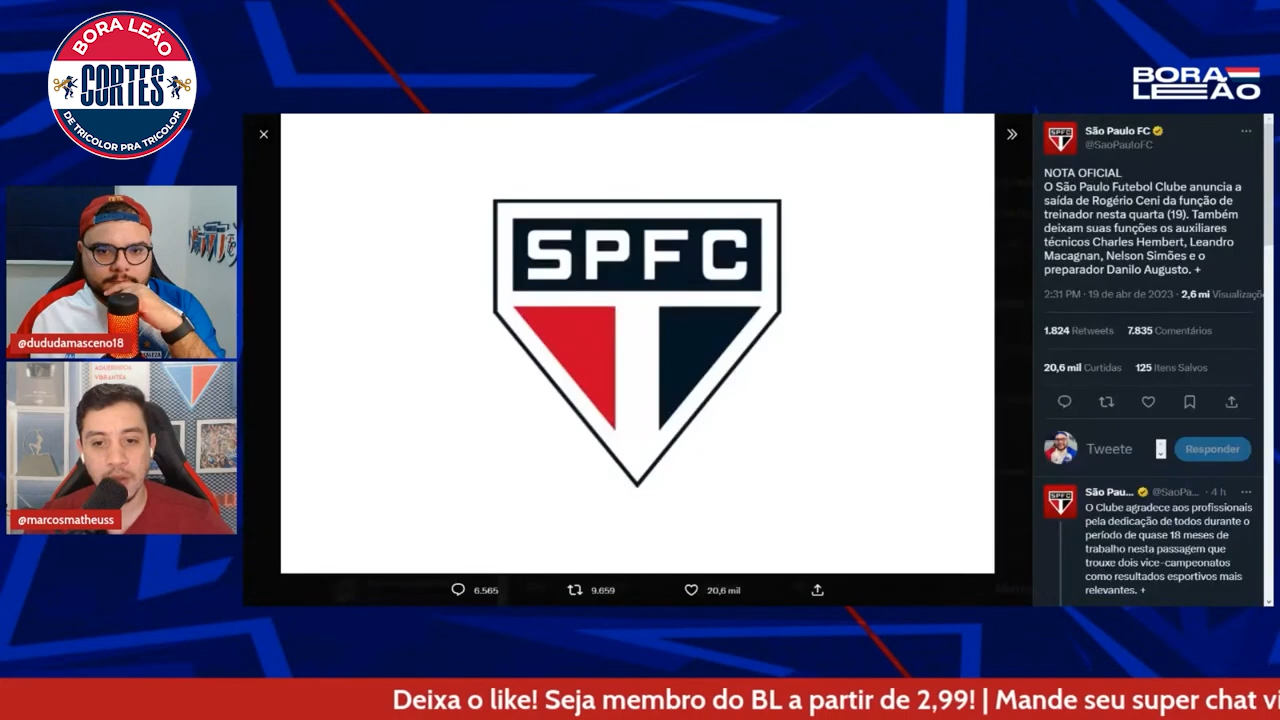 BORA LEÃO
CORTES
DE TRICOLOR PRA TRICOLOR
BORA
LEÃO
@dududamasceno18
AGUERRIDA
VIBRANTE
@marcosmatheuss
SPFC
6.565
9.659
20,6 mil
São Paulo FC
@SaoPauloFC
NOTA OFICIAL
O São Paulo Futebol Clube anuncia a
saída de Rogério Ceni da função de
treinador nesta quarta (19). Também
deixam suas funções os auxiliares
técnicos Charles Hembert, Leandro
Macagnan, Nelson Simões e o
preparador Danilo Augusto. +
2:31 PM · 19 de abr de 2023 · 2,6 mi Visualizaçõ
1.824 Retweets 7.835 Comentários
20,6 mil Curtidas 125 Itens Salvos
Tweete
Responder
São Pau... @SaoPa... · 4 h
O Clube agradece aos profissionais
pela dedicação de todos durante o
período de quase 18 meses de
trabalho nesta passagem que
trouxe dois vice-campeonatos
como resultados esportivos mais
relevantes. +
Deixa o like! Seja membro do BL a partir de 2,99! | Mande seu super chat vi